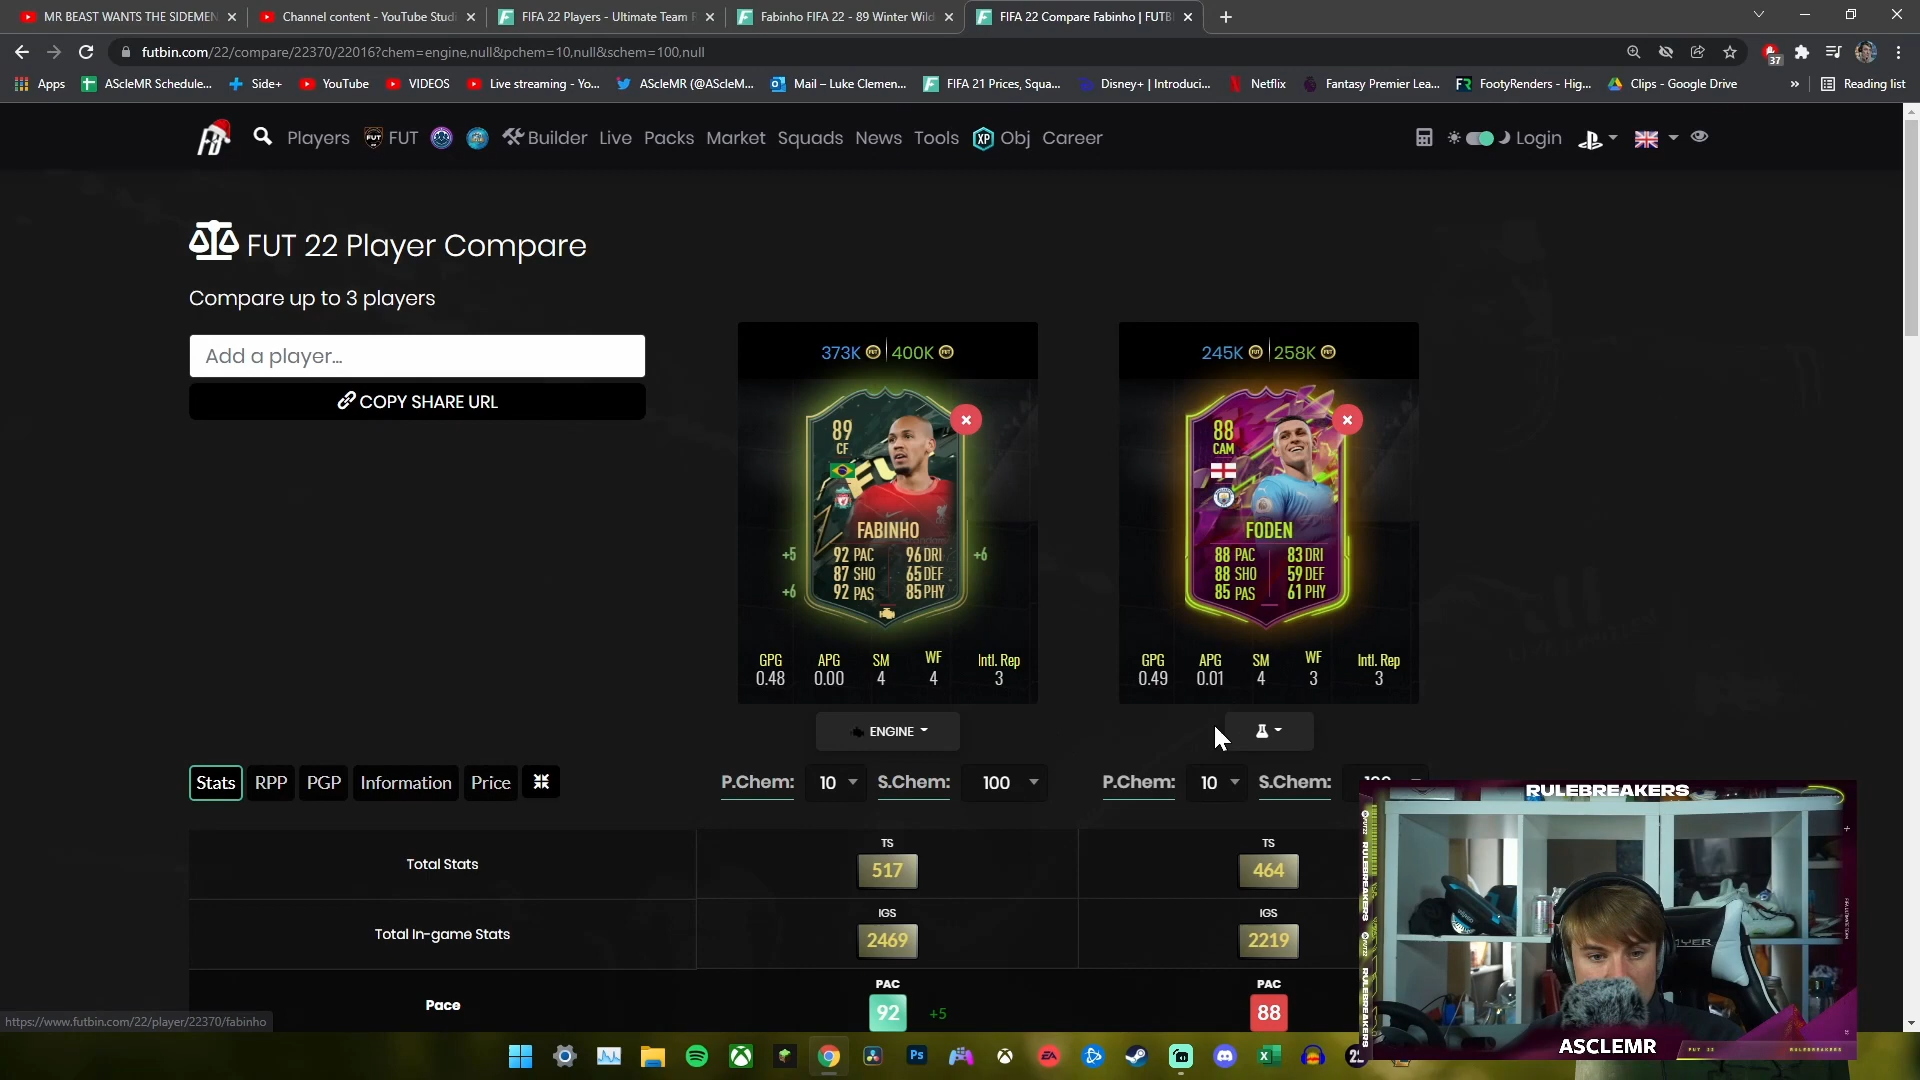 MR BEAST WANTS THE SIDEMEN
Channel content - YouTube Studi
FIFA 22 Players - Ultimate Team
Fabinho FIFA 22 - 89 Winter Wild
FIFA 22 Compare Fabinho | FUTB
futbin.com/22/compare/22370/22016?chem=engine,null&pchem=10,null&schem=100,null
37
Apps
AScleMR Schedule...
Side+
YouTube
VIDEOS
Live streaming - Yo...
AScleMR (@AScleM...
Mail – Luke Clemen...
FIFA 21 Prices, Squa...
Disney+ | Introduci...
Netflix
Fantasy Premier Lea...
FootyRenders - Hig...
Clips - Google Drive
»
Reading list
Players
FUT
Builder
Live
Packs
Market
Squads
News
Tools
XP
Obj
Career
Login
FUT 22 Player Compare
Compare up to 3 players
Add a player...
COPY SHARE URL
373K | 400K
89
CF
FABINHO
+5 92 PAC 96 DRI +6
87 SHO 65 DEF
+6 92 PAS 85 PHY
GPG APG SM WF Intl. Rep
0.48 0.00 4 4 3
ENGINE
245K | 258K
88
CAM
FODEN
88 PAC 83 DRI
88 SHO 59 DEF
85 PAS 61 PHY
GPG APG SM WF Intl. Rep
0.49 0.01 4 3 3
Stats
RPP
PGP
Information
Price
P.Chem: 10 S.Chem: 100
P.Chem: 10 S.Chem: 100
TS TS
Total Stats 517 464
IGS IGS
Total In-game Stats 2469 2219
PAC PAC
Pace 92 +5 88
https://www.futbin.com/22/player/22370/fabinho
RULEBREAKERS
RULEBREAKERS
RULEBREAKERS
ASCLEMR
FUT 22
RULEBREAKERS
Ps
EA